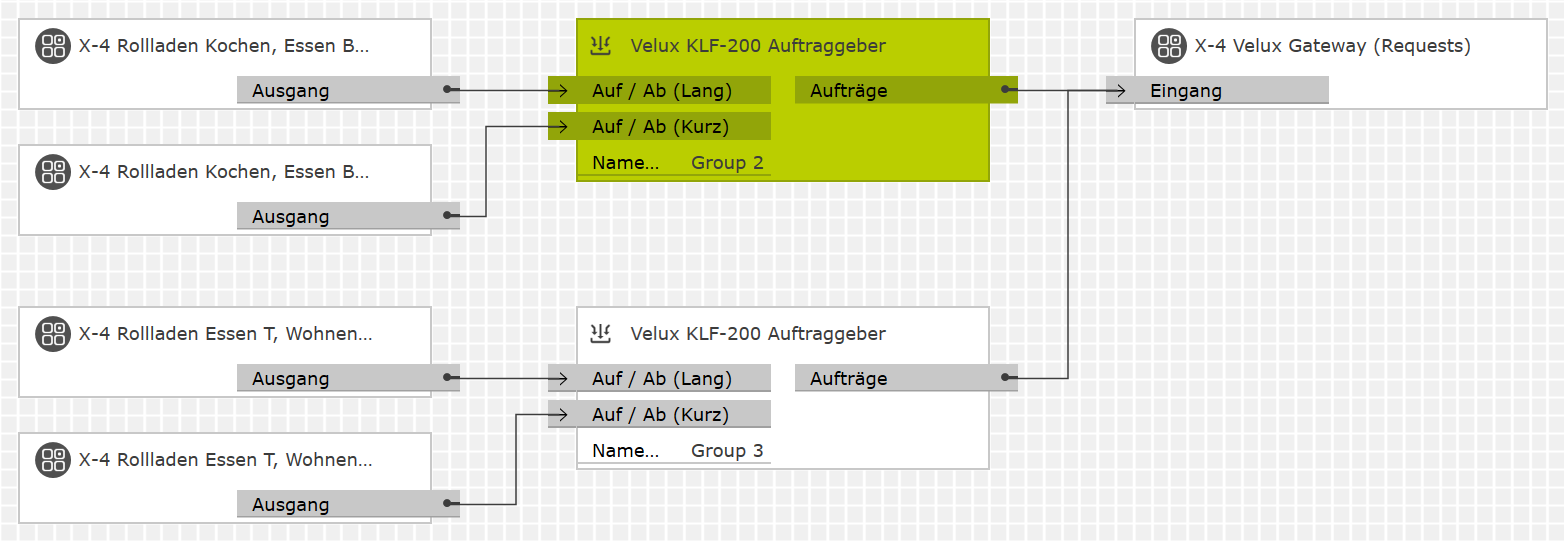 X-4 Rollladen Kochen, Essen B...
Ausgang
Velux KLF-200 Auftraggeber
Auf / Ab (Lang)
Aufträge
Auf / Ab (Kurz)
Name... Group 2
X-4 Velux Gateway (Requests)
Eingang
X-4 Rollladen Kochen, Essen B...
Ausgang
X-4 Rollladen Essen T, Wohnen...
Ausgang
Velux KLF-200 Auftraggeber
Auf / Ab (Lang)
Aufträge
Auf / Ab (Kurz)
Name... Group 3
X-4 Rollladen Essen T, Wohnen...
Ausgang